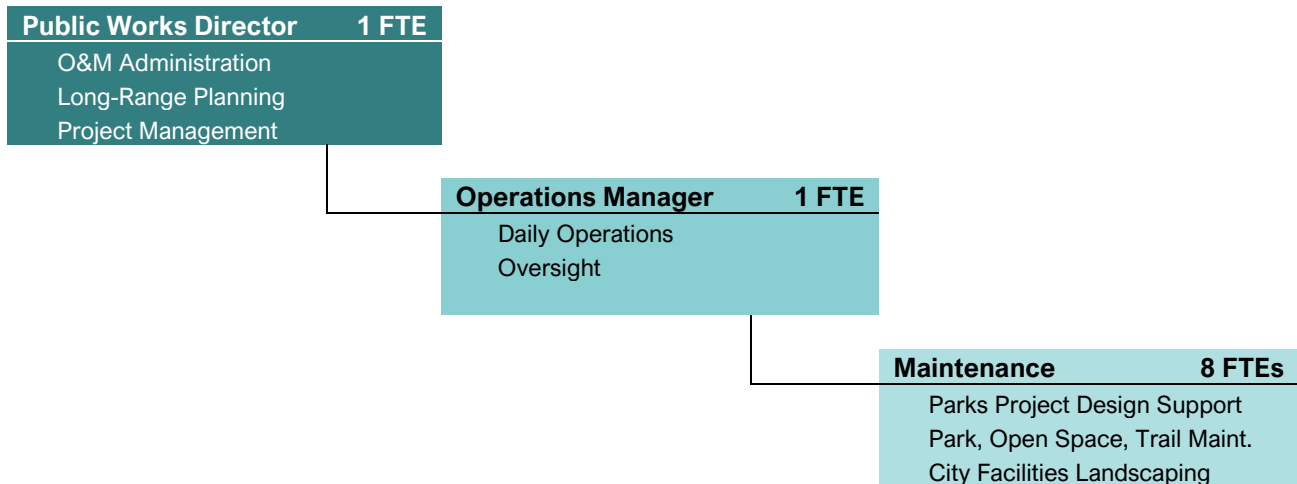 Public Works Director 1 FTE
O&M Administration
Long-Range Planning
Project Management
Operations Manager 1 FTE
Daily Operations
Oversight
Maintenance 8 FTEs
Parks Project Design Support
Park, Open Space, Trail Maint.
City Facilities Landscaping